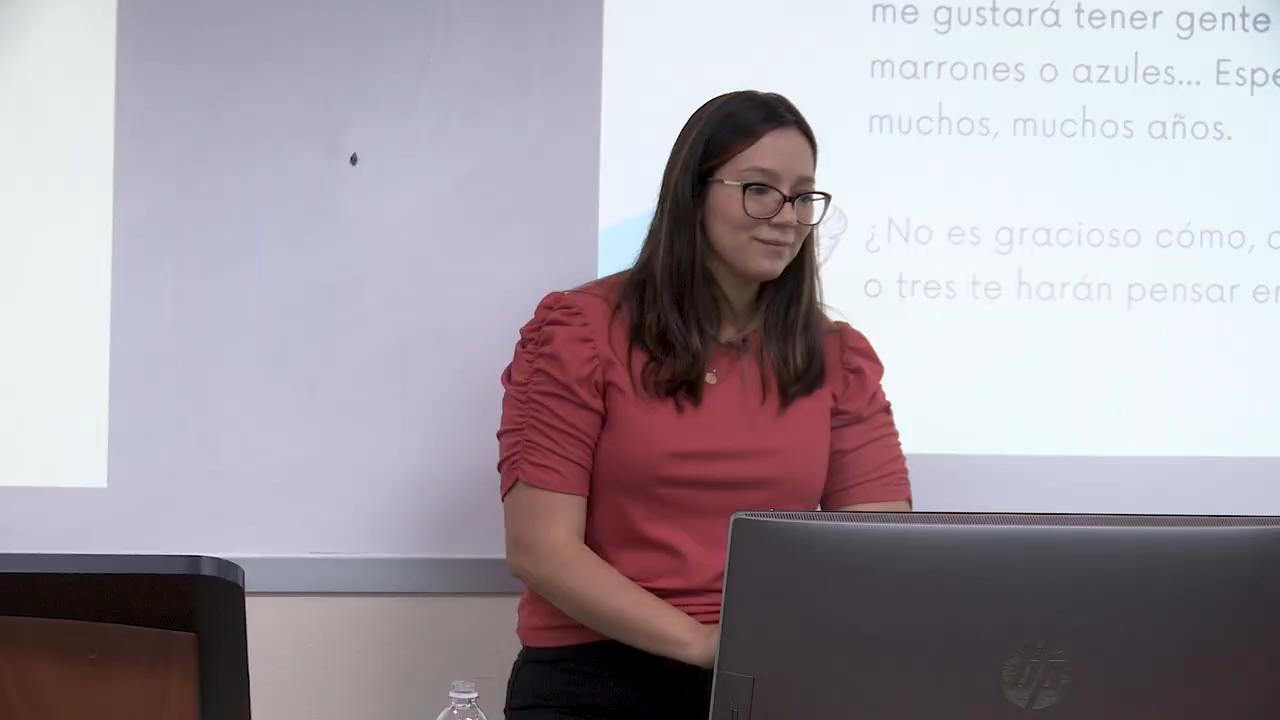 me gustará tener gente
marrones o azules... Espe
muchos, muchos años.
¿No es gracioso cómo,
o tres te harán pensar en
hp